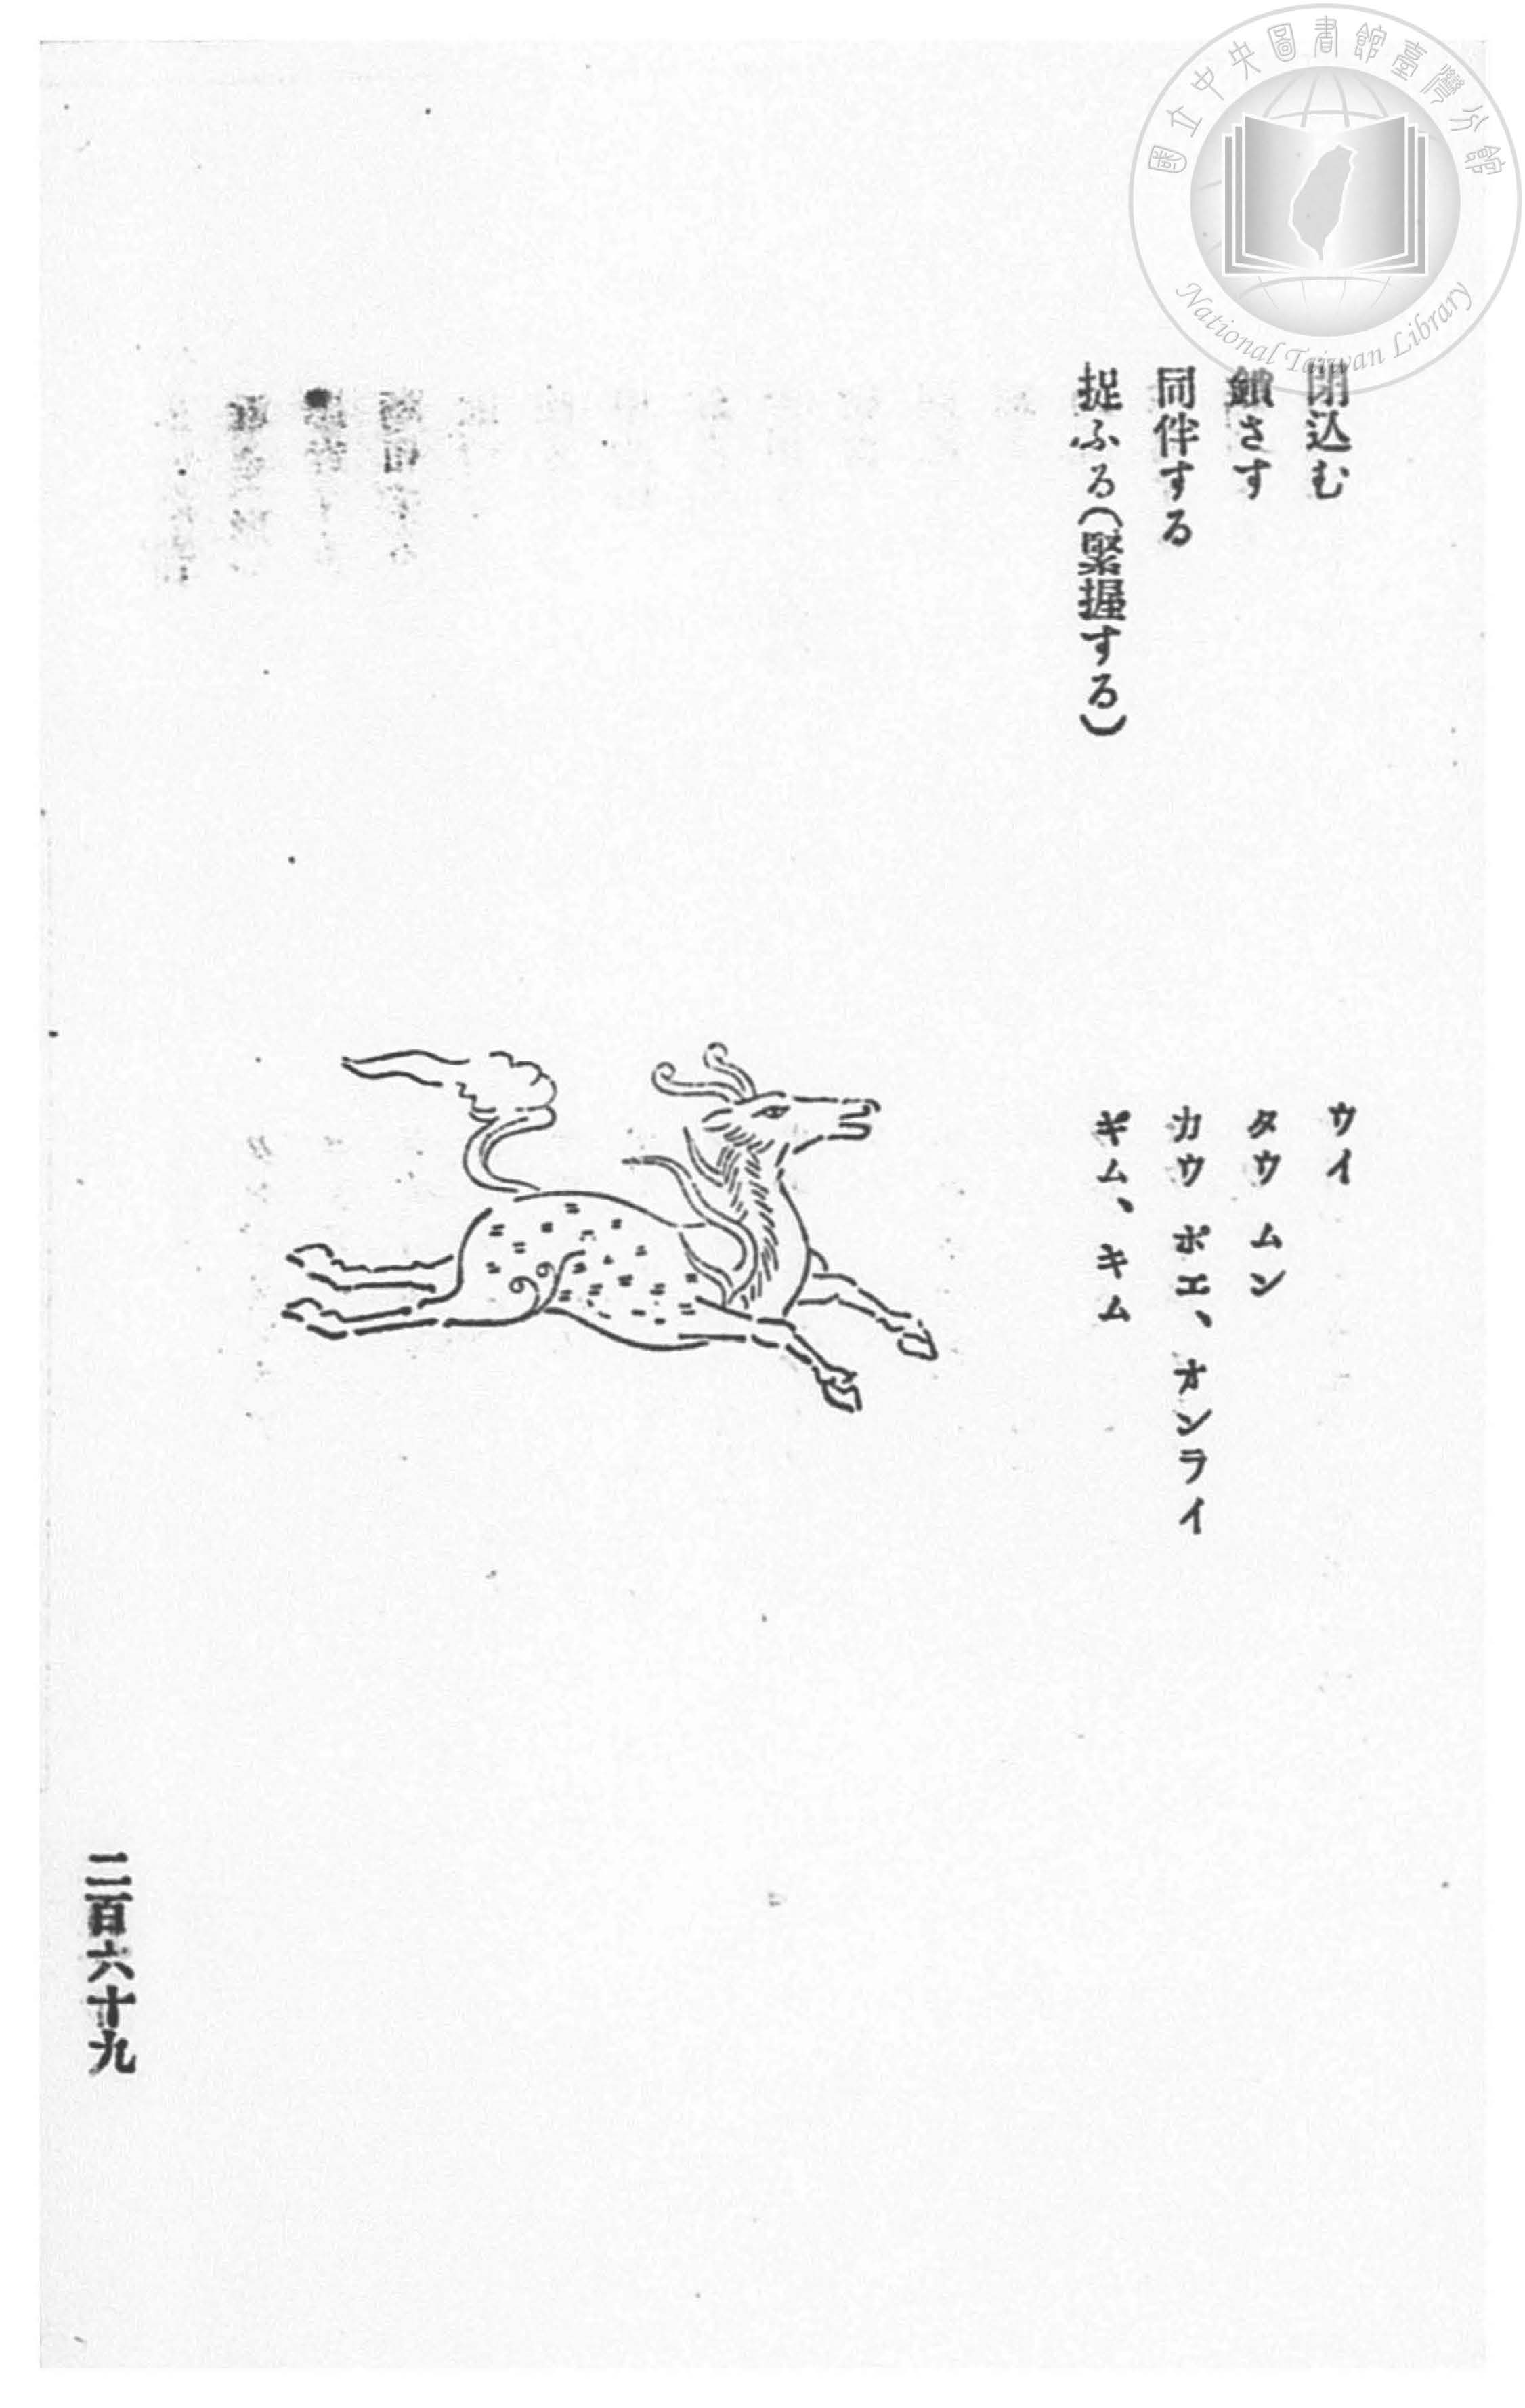 國立中央圖書館臺灣分館
National Taiwan Library
閉込む
ウイ
鎖さす
タウ ムン
同伴する
カウ ポエ、オンライ
捉ふる(緊握する)
ギム、キム
二百六十九